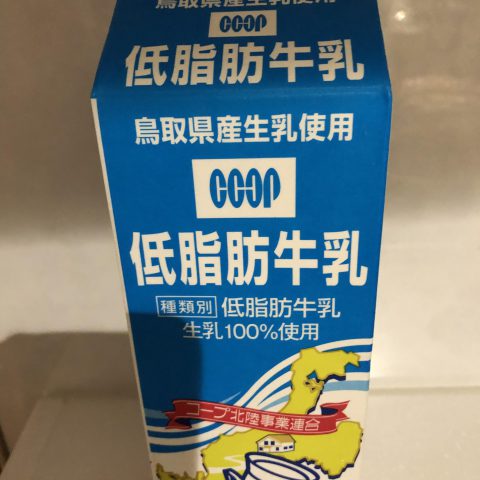 鳥取県産生乳使用
COOP
低脂肪牛乳
鳥取県産生乳使用
COOP
低脂肪牛乳
種類別 低脂肪牛乳
生乳100%使用
コープ北陸事業連合